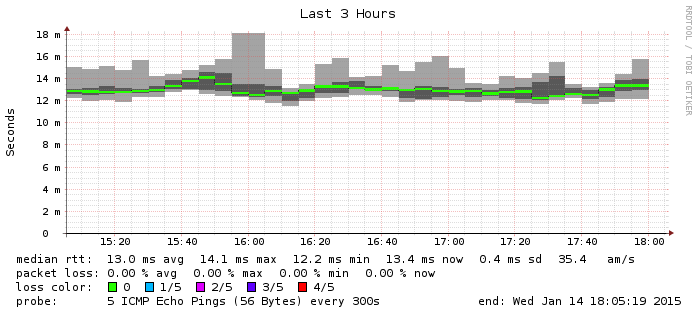 Last 3 Hours
RRDTOOL / TOBI OETIKER
Seconds
18 m
16 m
14 m
12 m
10 m
8 m
6 m
4 m
2 m
0
15:20 15:40 16:00 16:20 16:40 17:00 17:20 17:40 18:00
median rtt: 13.0 ms avg 14.1 ms max 12.2 ms min 13.4 ms now 0.4 ms sd 35.4 am/s
packet loss: 0.00 % avg 0.00 % max 0.00 % min 0.00 % now
loss color: 0 1/5 2/5 3/5 4/5
probe: 5 ICMP Echo Pings (56 Bytes) every 300s end: Wed Jan 14 18:05:19 2015